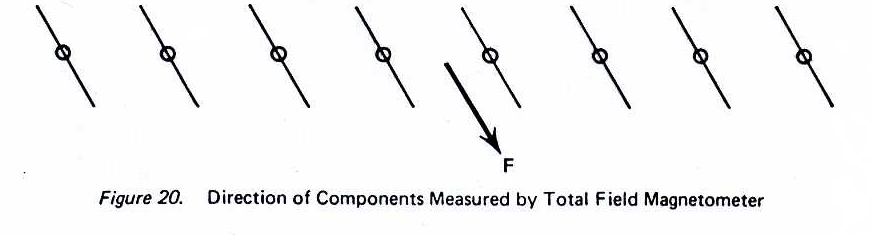 F
Figure 20. Direction of Components Measured by Total Field Magnetometer